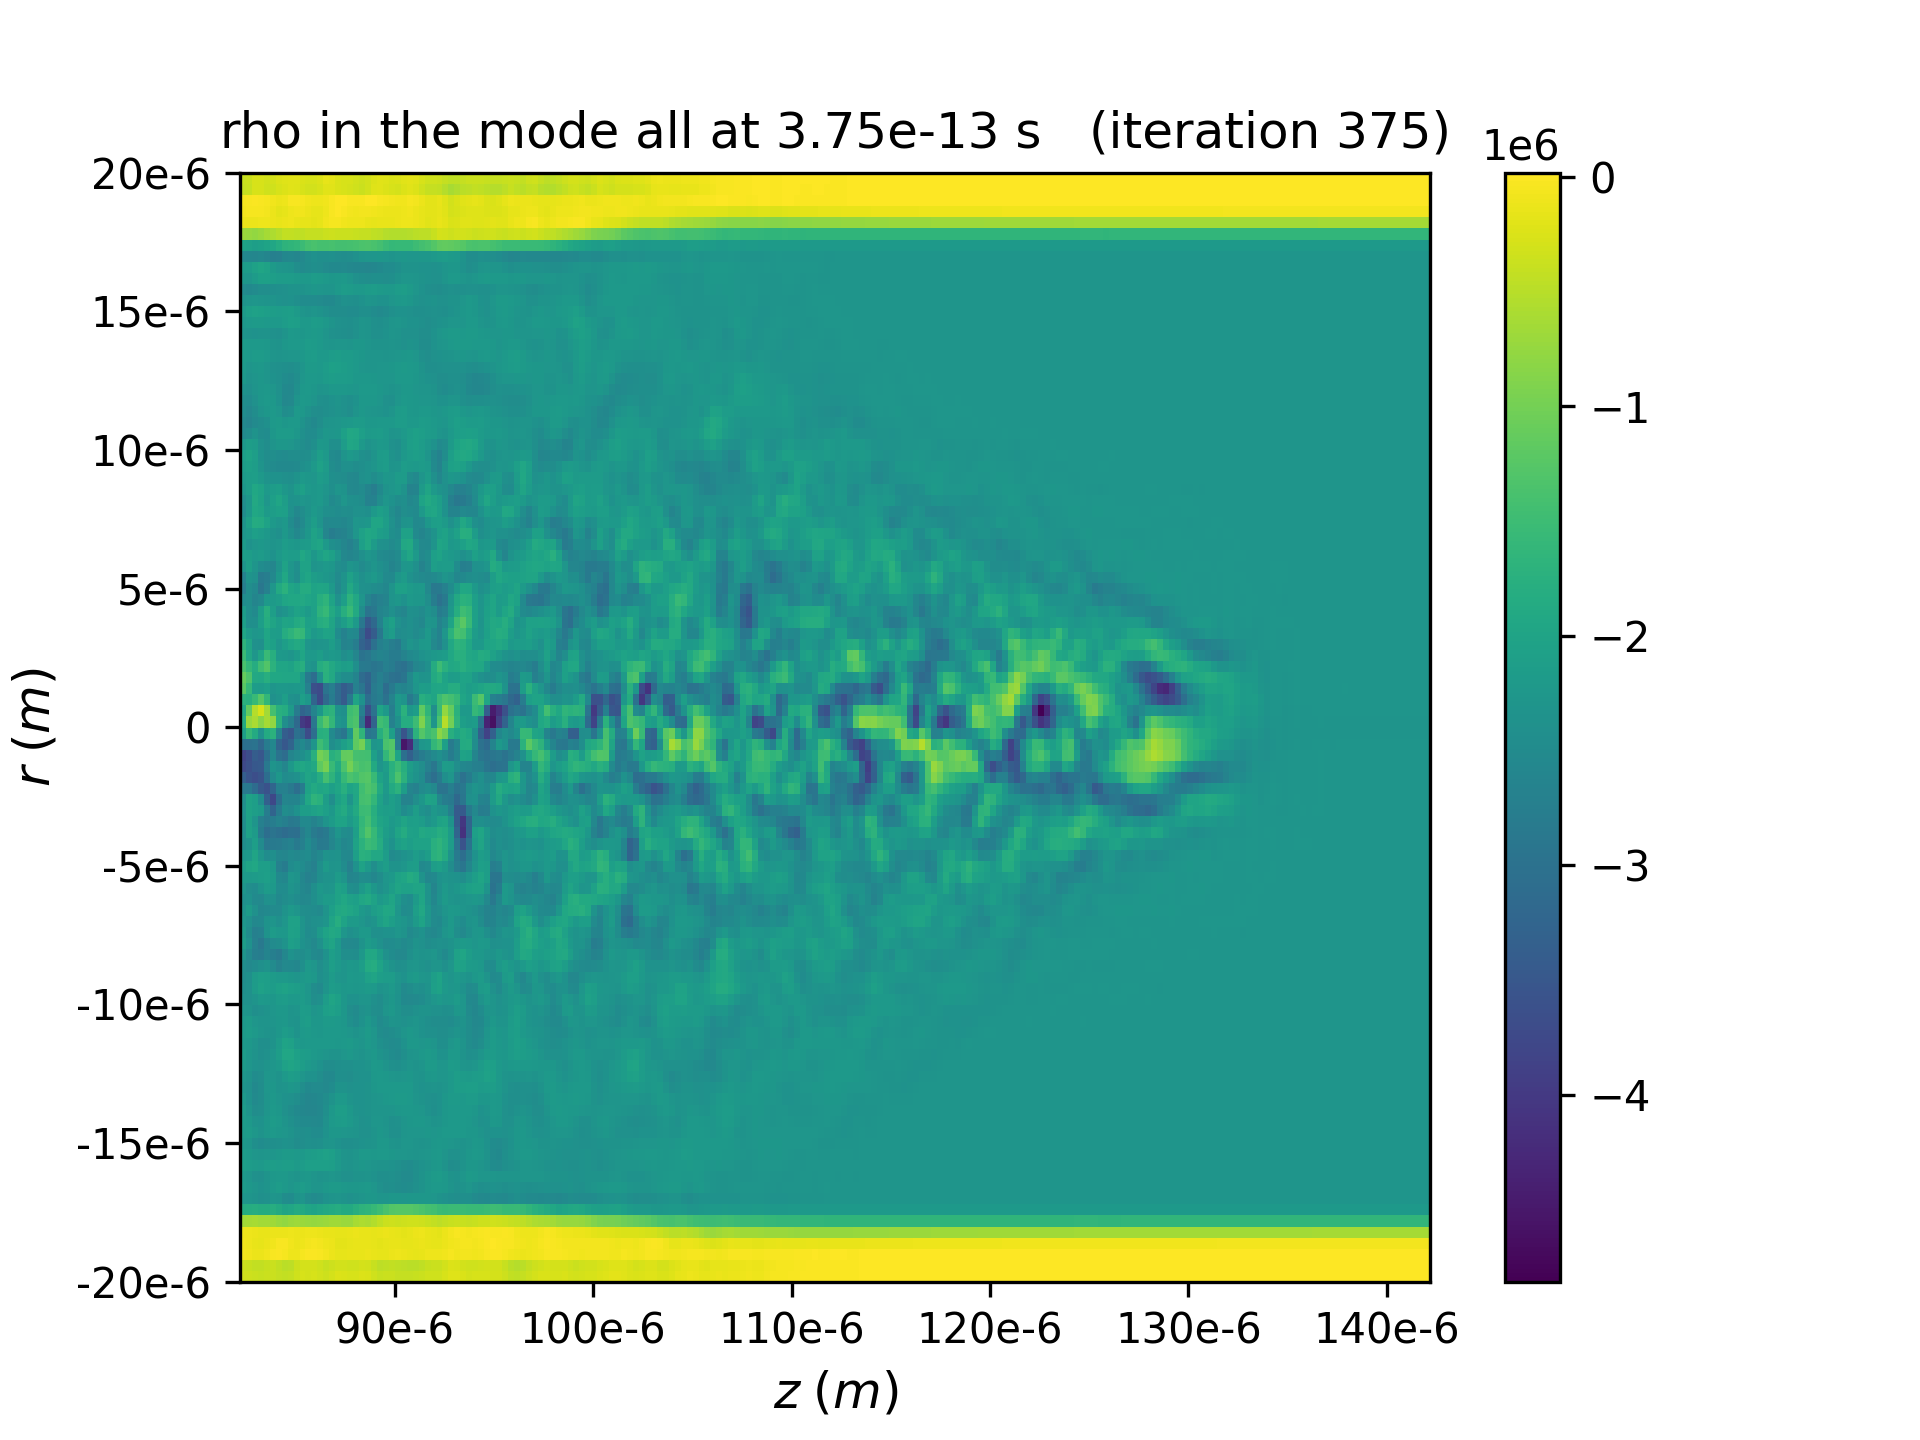 rho in the mode all at 3.75e-13 s   (iteration 375)
1e6
20e-6
15e-6
10e-6
5e-6
0
-5e-6
-10e-6
-15e-6
-20e-6
r (m)
90e-6
100e-6
110e-6
120e-6
130e-6
140e-6
z (m)
0
−1
−2
−3
−4